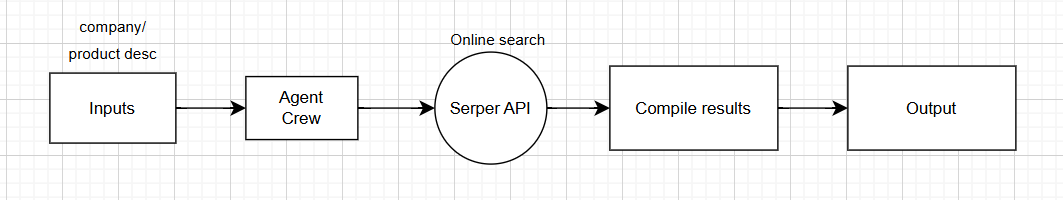 company/
product desc
Inputs
Agent
Crew
Online search
Serper API
Compile results
Output